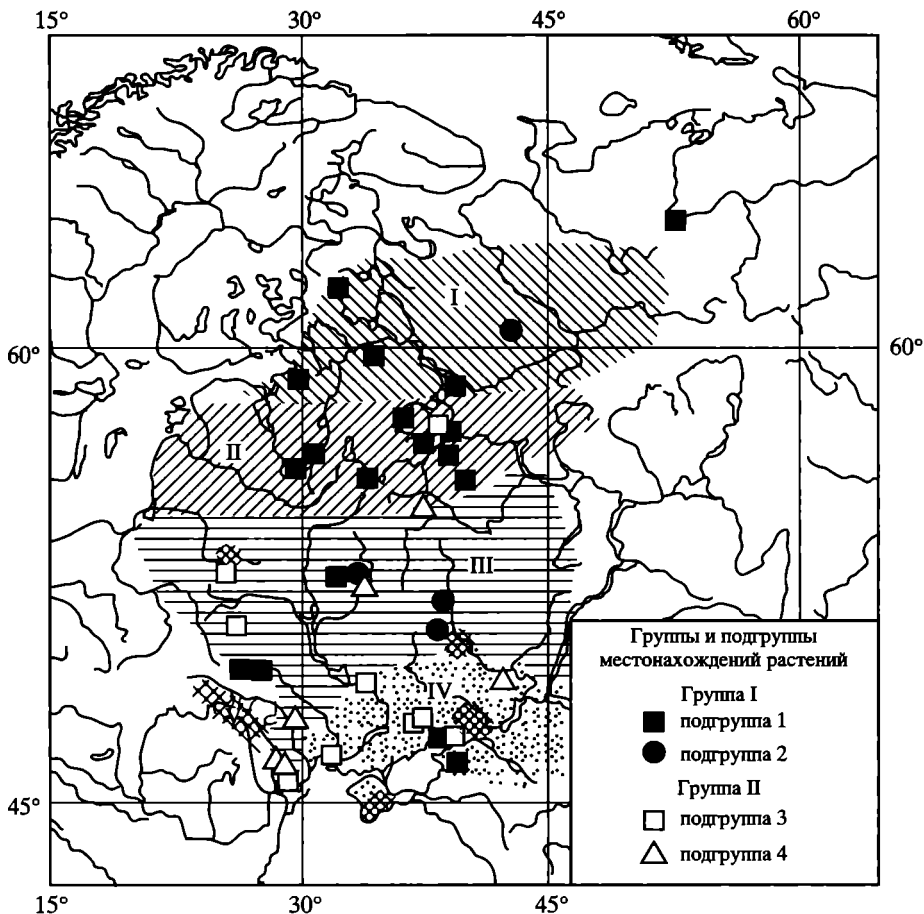 15° 30° 45° 60°
I
60° 60°
II
III
IV
45°
15° 30° 45°
Группы и подгруппы
местонахождений растений
Группа I
подгруппа 1
подгруппа 2
Группа II
подгруппа 3
подгруппа 4